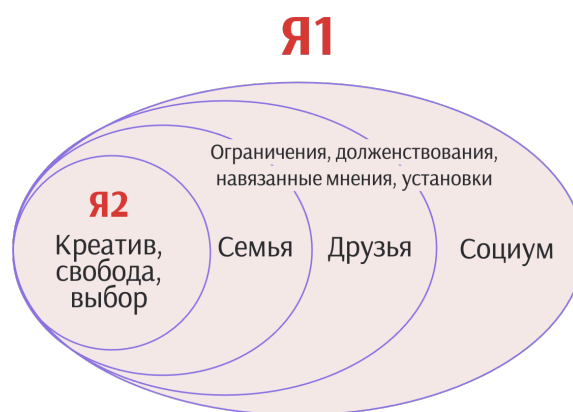 Я1
Ограничения, долженствования,
навязанные мнения, установки
Я2
Креатив,
свобода,
выбор
Семья
Друзья
Социум